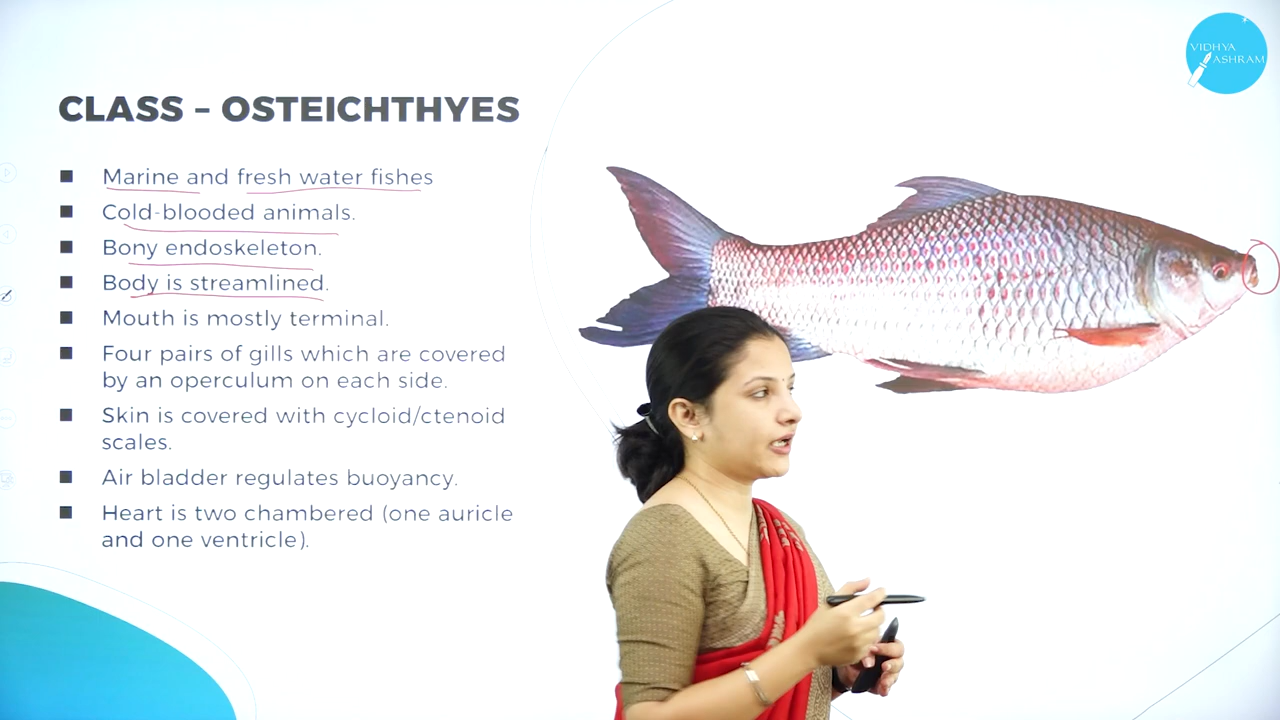 VIDHYA
ASHRAM
CLASS – OSTEICHTHYES
Marine and fresh water fishes
Cold-blooded animals.
Bony endoskeleton.
Body is streamlined.
Mouth is mostly terminal.
Four pairs of gills which are covered
by an operculum on each side.
Skin is covered with cycloid/ctenoid
scales.
Air bladder regulates buoyancy.
Heart is two chambered (one auricle
and one ventricle).